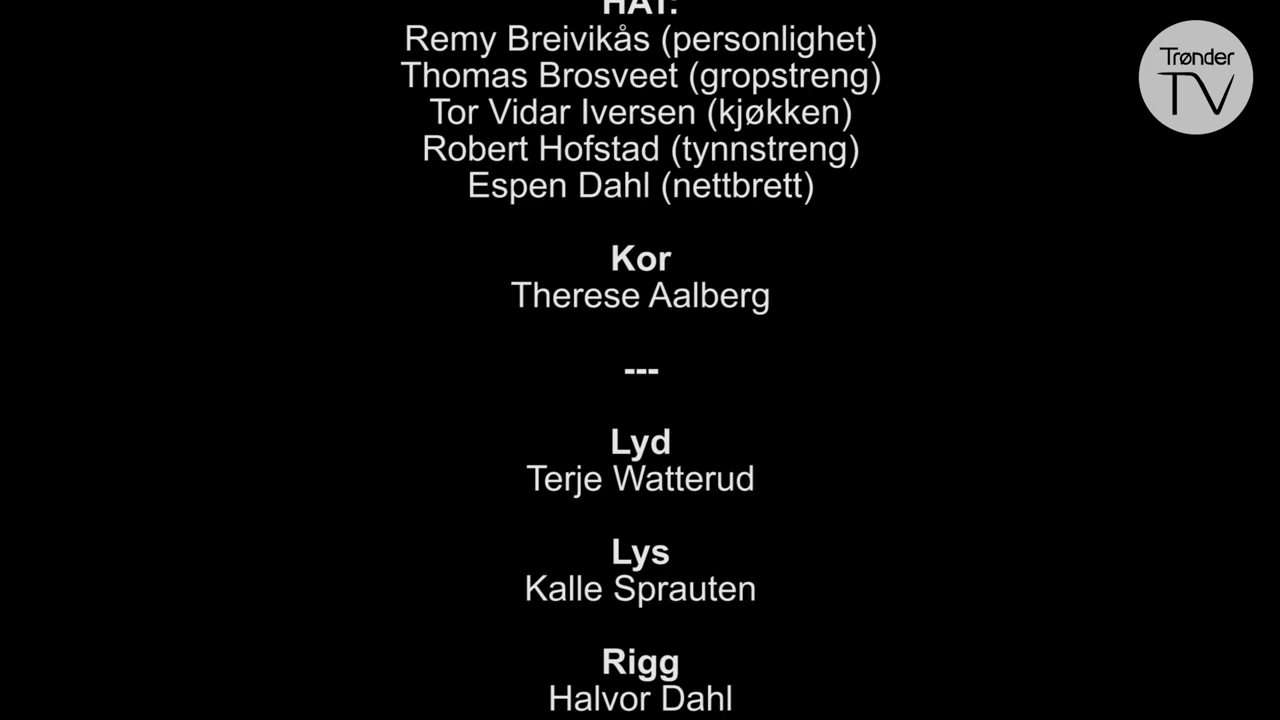 HAT:
Remy Breivikås (personlighet)
Thomas Brosveet (gropstreng)
Tor Vidar Iversen (kjøkken)
Robert Hofstad (tynnstreng)
Espen Dahl (nettbrett)
Kor
Therese Aalberg
---
Lyd
Terje Watterud
Lys
Kalle Sprauten
Rigg
Halvor Dahl
Trønder
TV